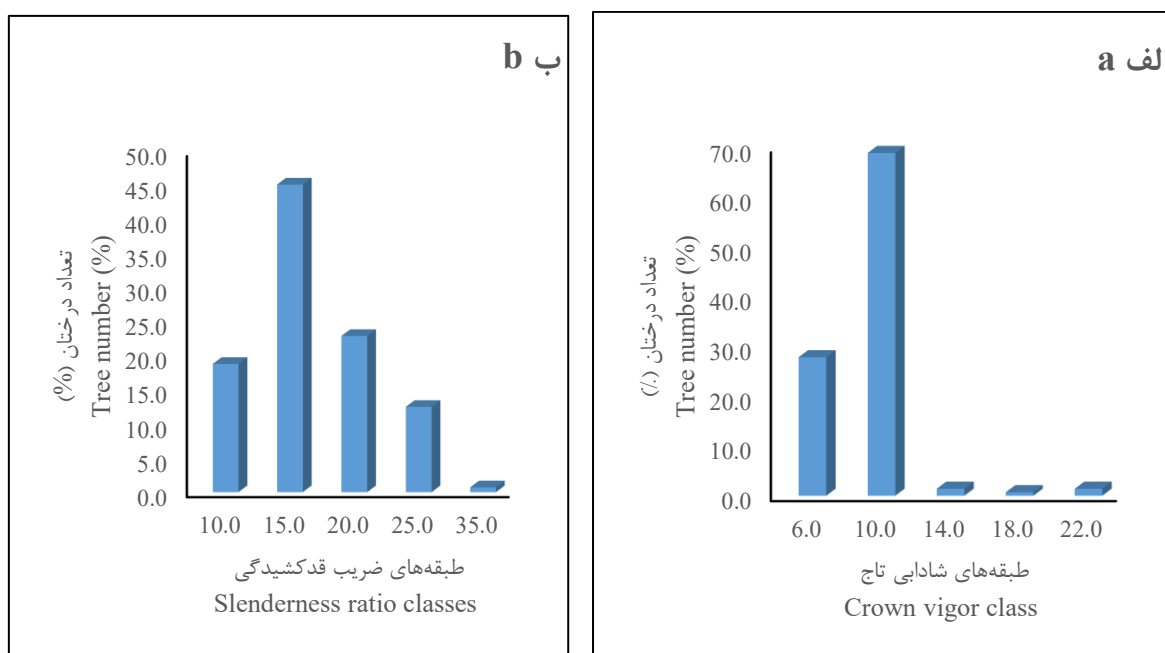 ب b
50.0
45.0
40.0
35.0
30.0
25.0
20.0
15.0
10.0
5.0
0.0
تعداد درختان (%)
Tree number (%)
10.0 15.0 20.0 25.0 35.0
طبقه‌های ضریب قدکشیدگی
Slenderness ratio classes
لف a
70.0
60.0
50.0
40.0
30.0
20.0
10.0
0.0
تعداد درختان (٪)
Tree number (%)
6.0 10.0 14.0 18.0 22.0
طبقه‌های شادابی تاج
Crown vigor class